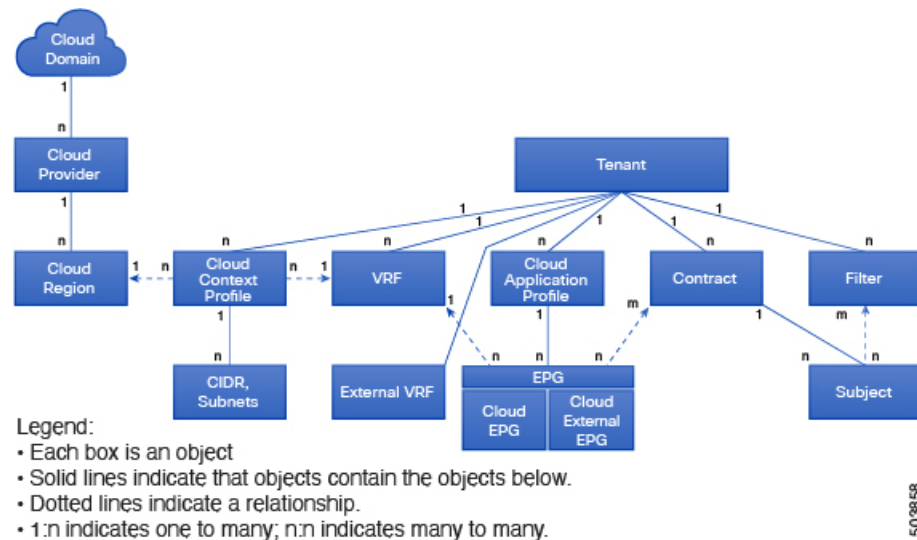 Cloud
Domain
1
n
Cloud
Provider
Tenant
1
1
1
1
1
1
n
n
n
n
n
n
Cloud
Region
1
n
Cloud
Context
Profile
n
1
VRF
Cloud
Application
Profile
Contract
Filter
1
1
1
m
1
m
n
n
n
n
n
n
CIDR,
Subnets
External VRF
EPG
Cloud
EPG
Cloud
External
EPG
Subject
Legend:
• Each box is an object
• Solid lines indicate that objects contain the objects below.
• Dotted lines indicate a relationship.
• 1:n indicates one to many; n:n indicates many to many.
503858